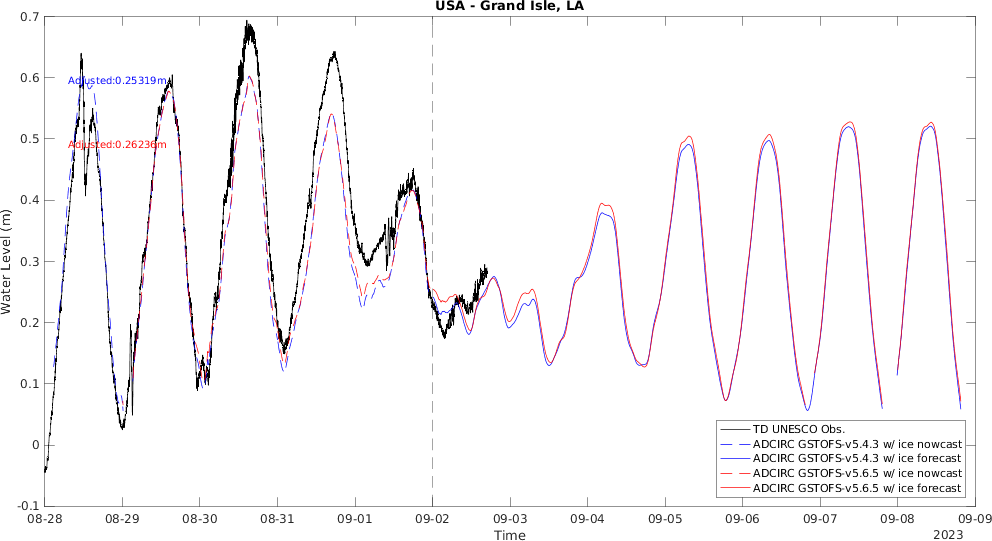 USA - Grand Isle, LA
0.7
0.6
0.5
0.4
0.3
0.2
0.1
0
-0.1
Water Level (m)
Adjusted:0.25319m
Adjusted:0.26236m
TD UNESCO Obs.
ADCIRC GSTOFS-v5.4.3 w/ ice nowcast
ADCIRC GSTOFS-v5.4.3 w/ ice forecast
ADCIRC GSTOFS-v5.6.5 w/ ice nowcast
ADCIRC GSTOFS-v5.6.5 w/ ice forecast
08-28 08-29 08-30 08-31 09-01 09-02 09-03 09-04 09-05 09-06 09-07 09-08 09-09
Time
2023